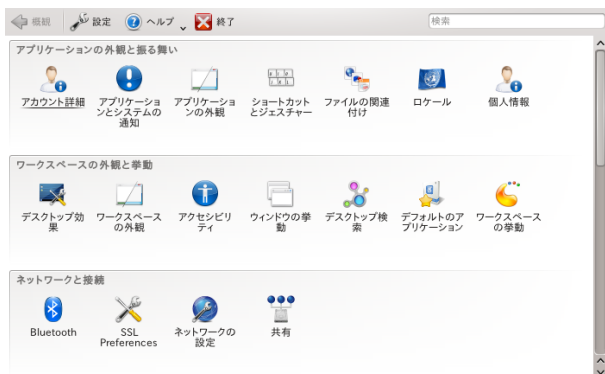 概観 設定 ヘルプ 終了 検索
アプリケーションの外観と振る舞い
アカウント詳細
アプリケーションとシステムの通知
アプリケーションの外観
ショートカットとジェスチャー
ファイルの関連付け
ロケール
個人情報
ワークスペースの外観と挙動
デスクトップ効果
ワークスペースの外観
アクセシビリティ
ウィンドウの挙動
デスクトップ検索
デフォルトのアプリケーション
ワークスペースの挙動
ネットワークと接続
Bluetooth
SSL Preferences
ネットワークの設定
共有